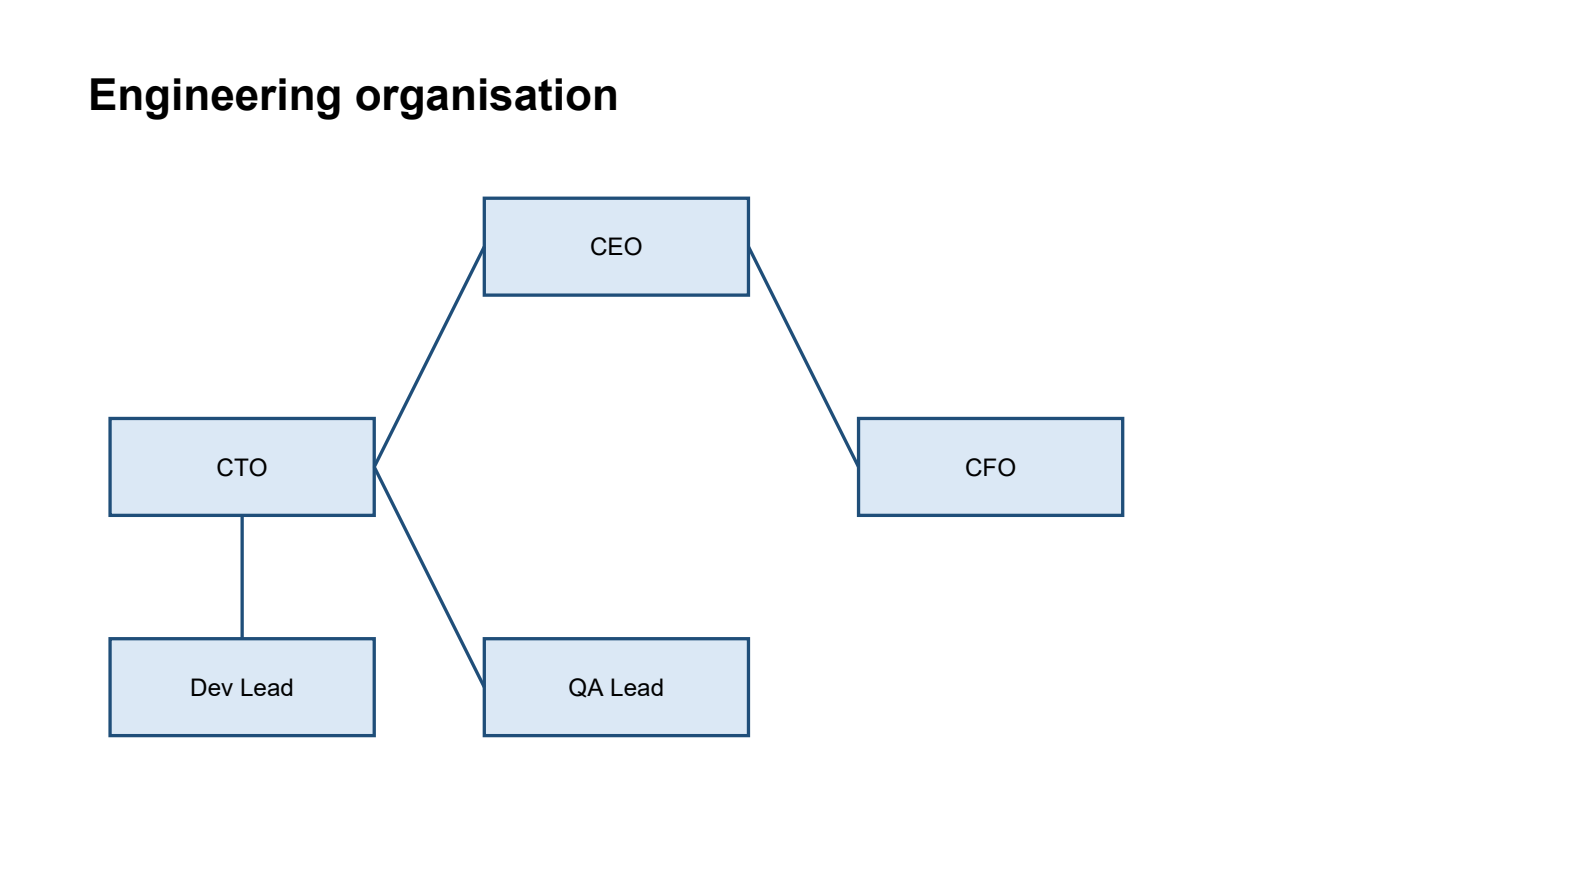 Engineering organisation
CEO
CTO
CFO
Dev Lead
QA Lead